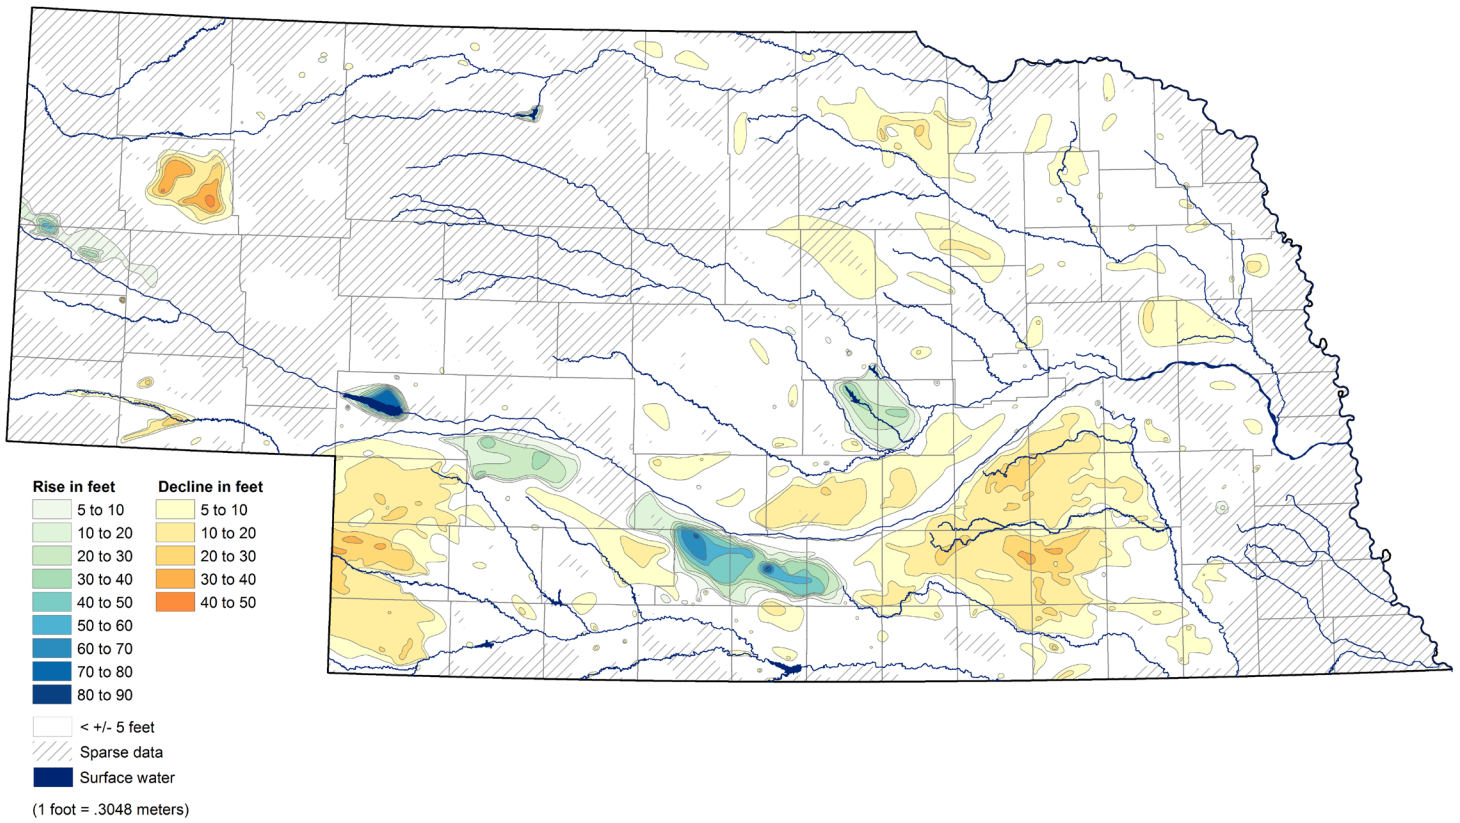 Rise in feet
5 to 10
10 to 20
20 to 30
30 to 40
40 to 50
50 to 60
60 to 70
70 to 80
80 to 90
Decline in feet
5 to 10
10 to 20
20 to 30
30 to 40
40 to 50
< +/- 5 feet
Sparse data
Surface water
(1 foot = .3048 meters)